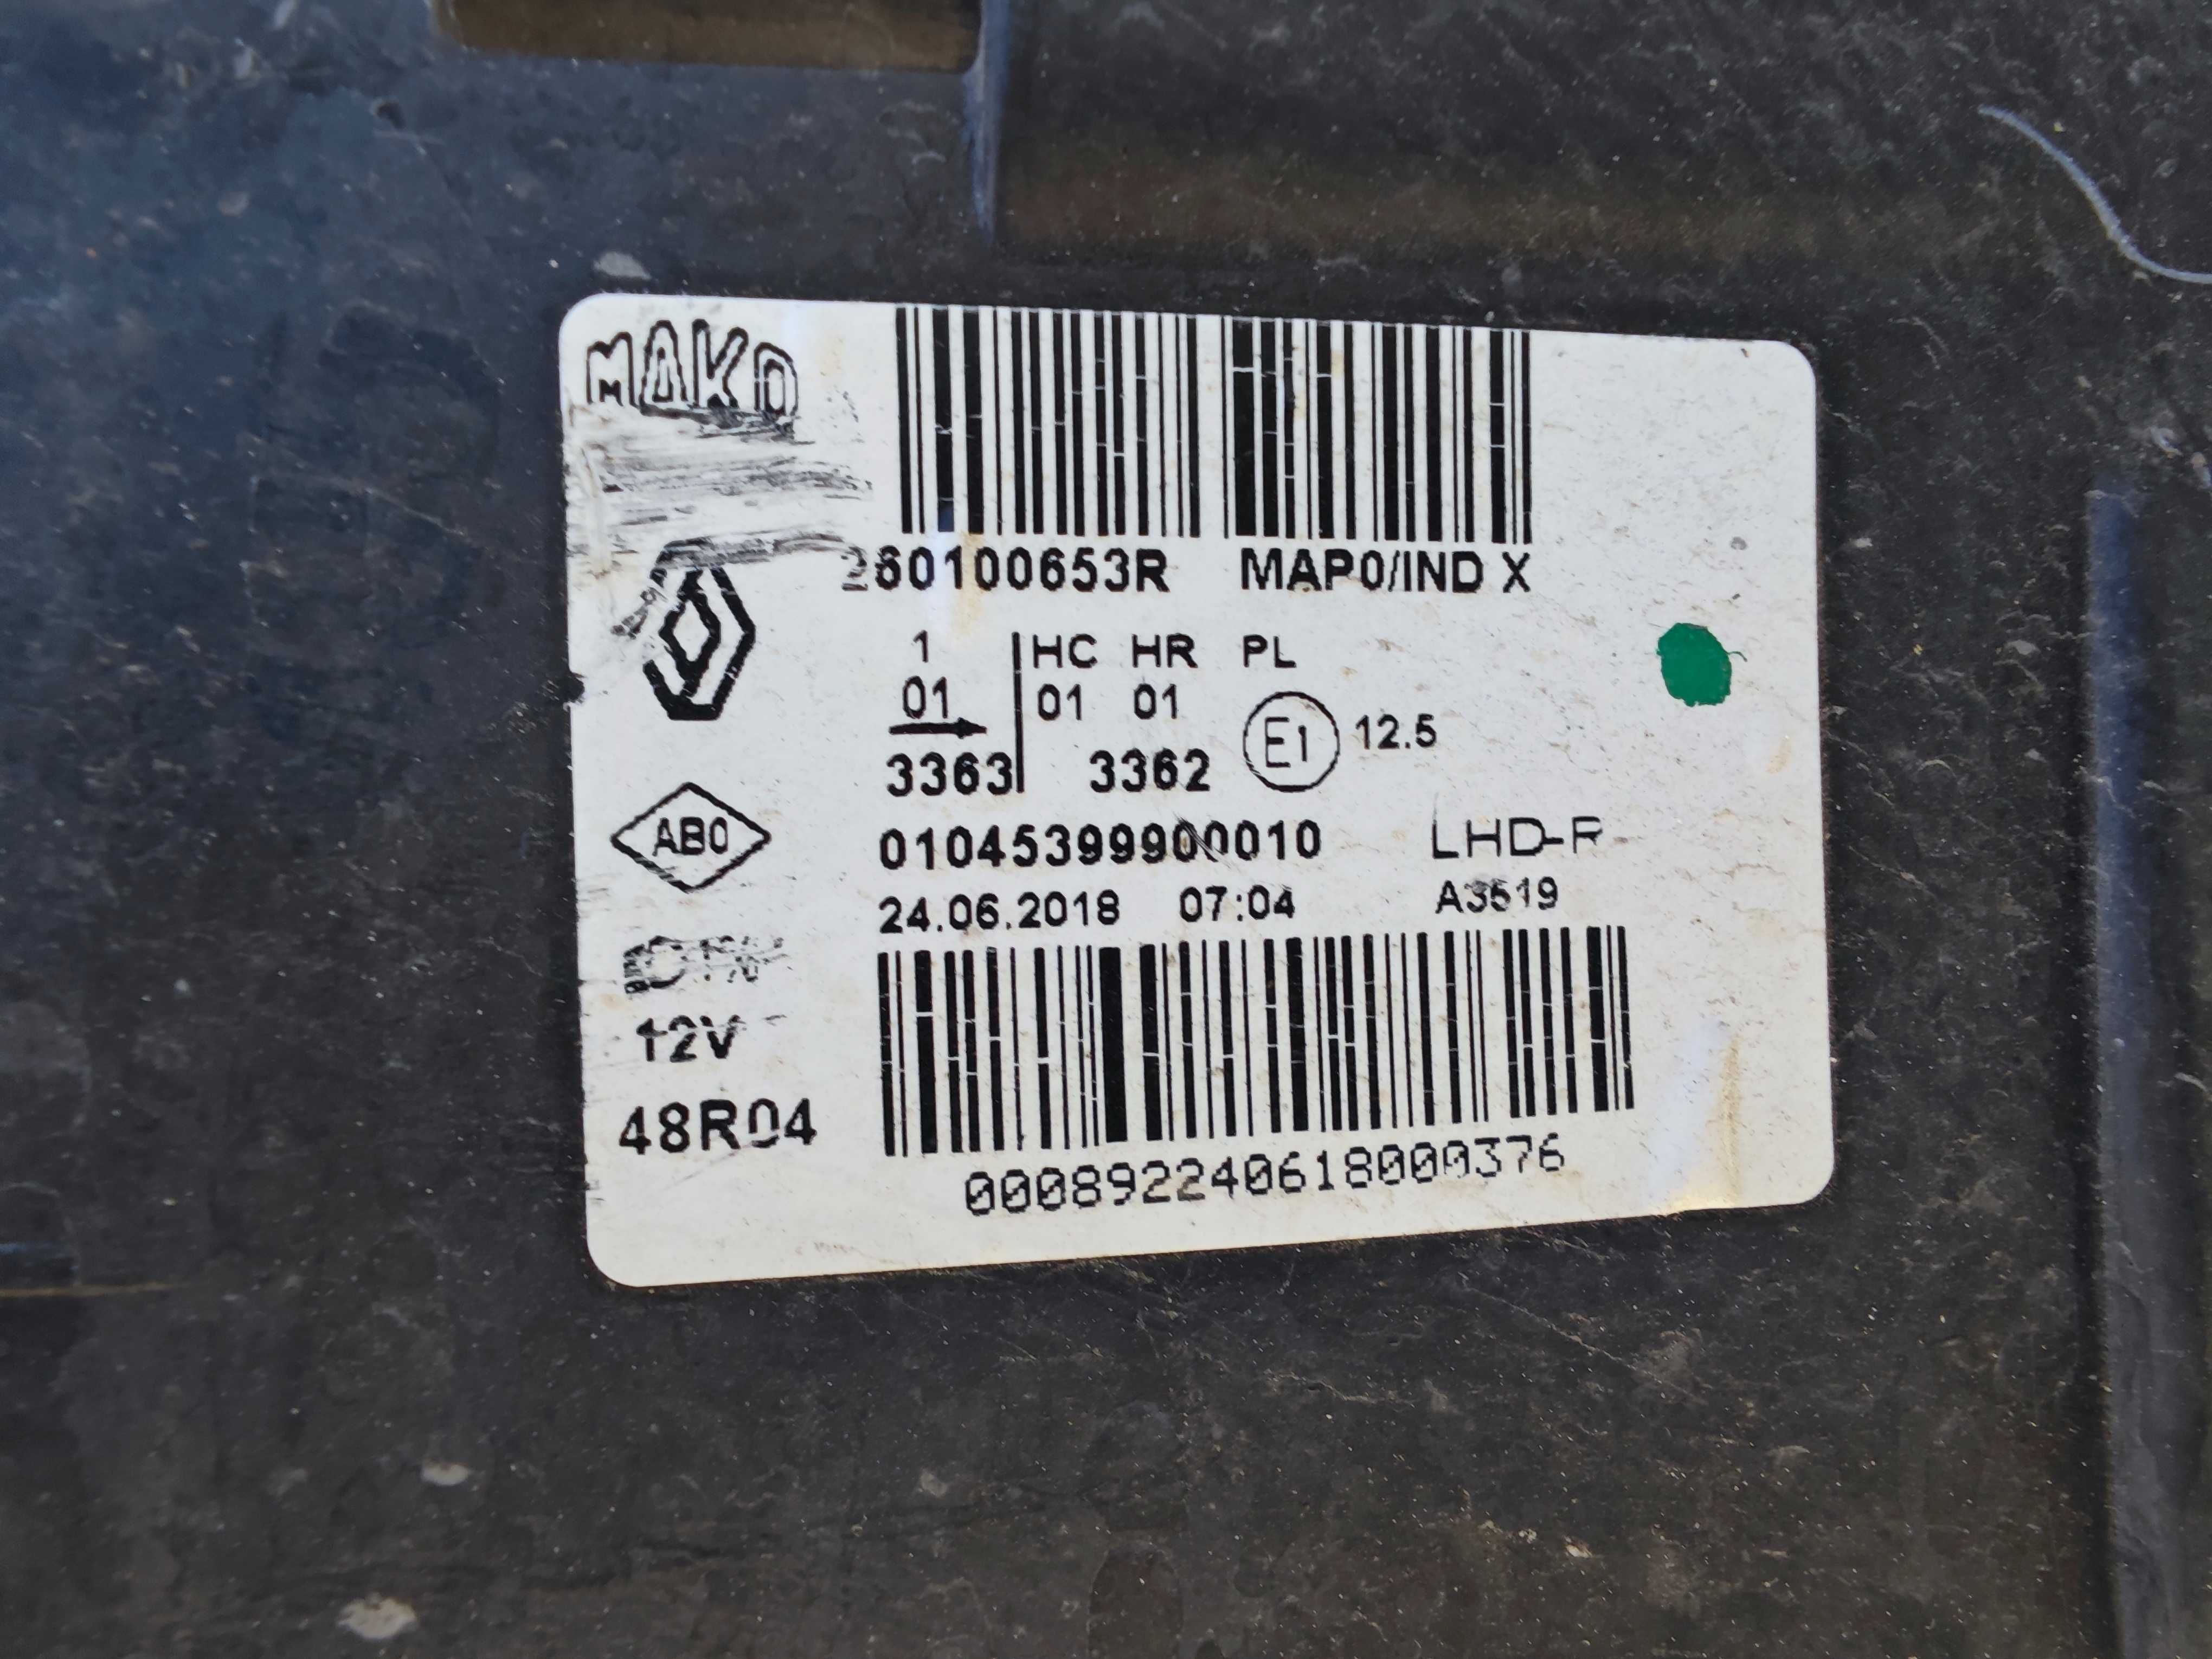 MAKO
260100653R MAP0/IND X
1 HC HR PL
01 01 01
3363 3362 E1 12.5
AB0
01045399900010 LHD-R
24.06.2018 07:04 A3519
12V
48R04
000892240618000376